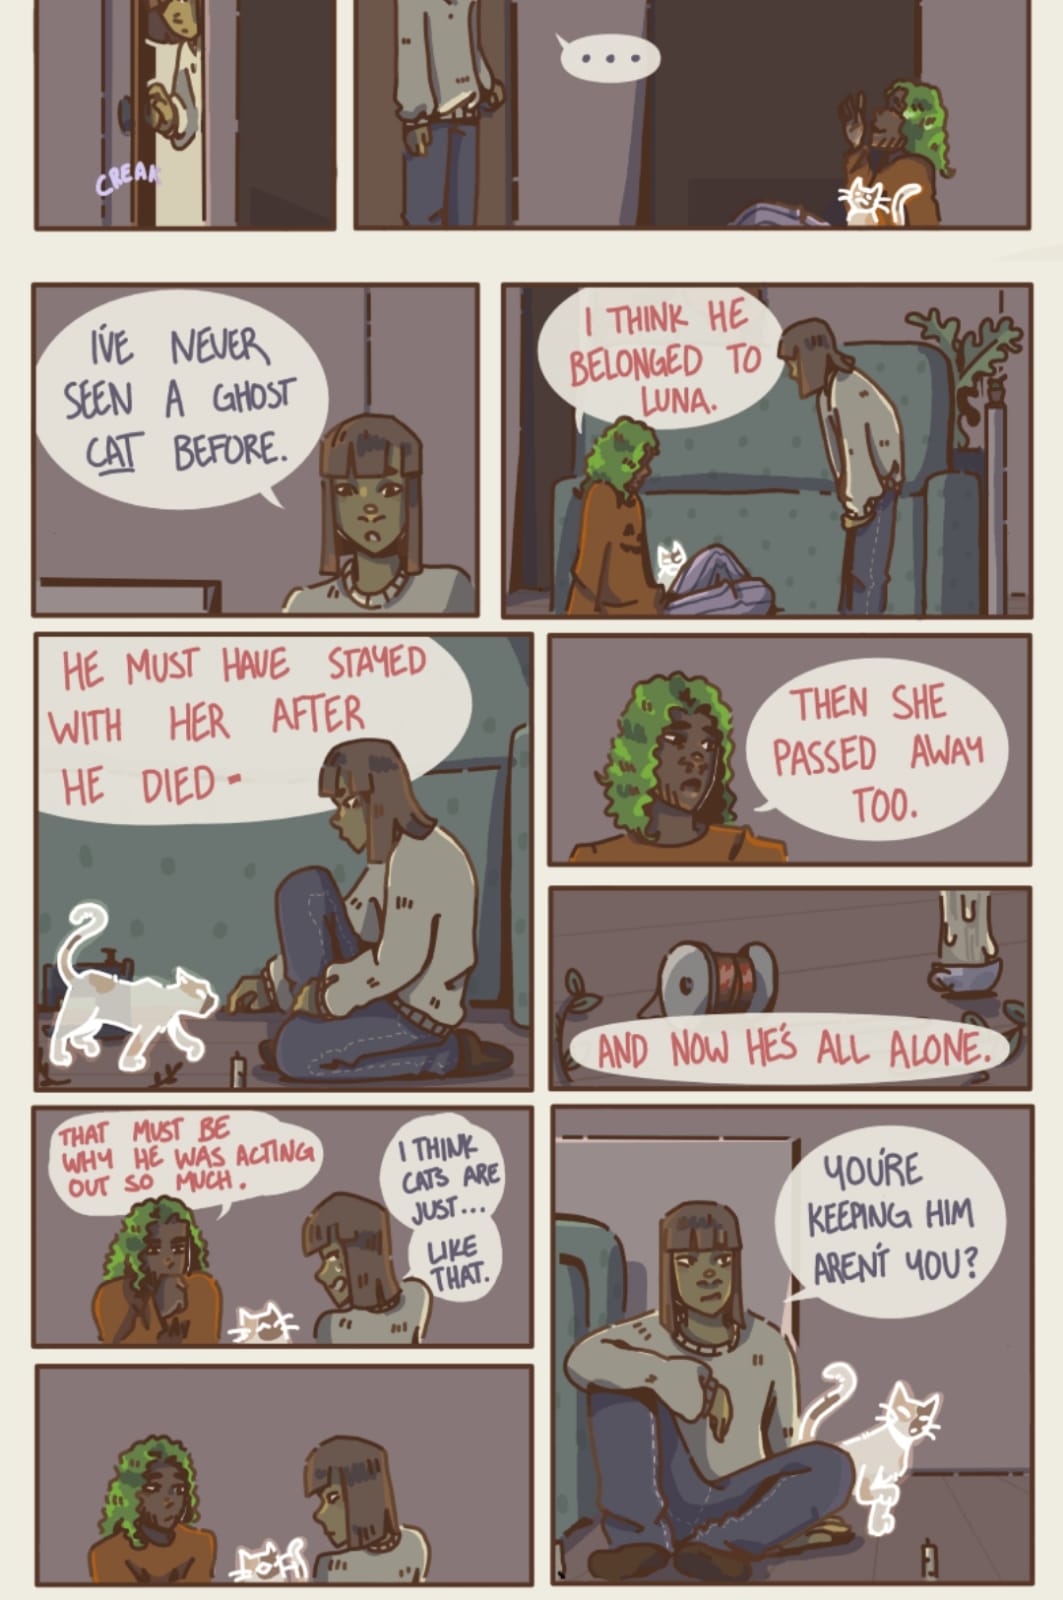 CREAK
...
I'VE NEVER
SEEN A GHOST
CAT BEFORE.
I THINK HE
BELONGED TO
LUNA.
HE MUST HAVE STAYED
WITH HER AFTER
HE DIED-
THEN SHE
PASSED AWAY
TOO.
AND NOW HE'S ALL ALONE.
THAT MUST BE
WHY HE WAS ACTING
OUT SO MUCH.
I THINK
CATS ARE
JUST...
LIKE
THAT.
YOU'RE
KEEPING HIM
AREN'T YOU?